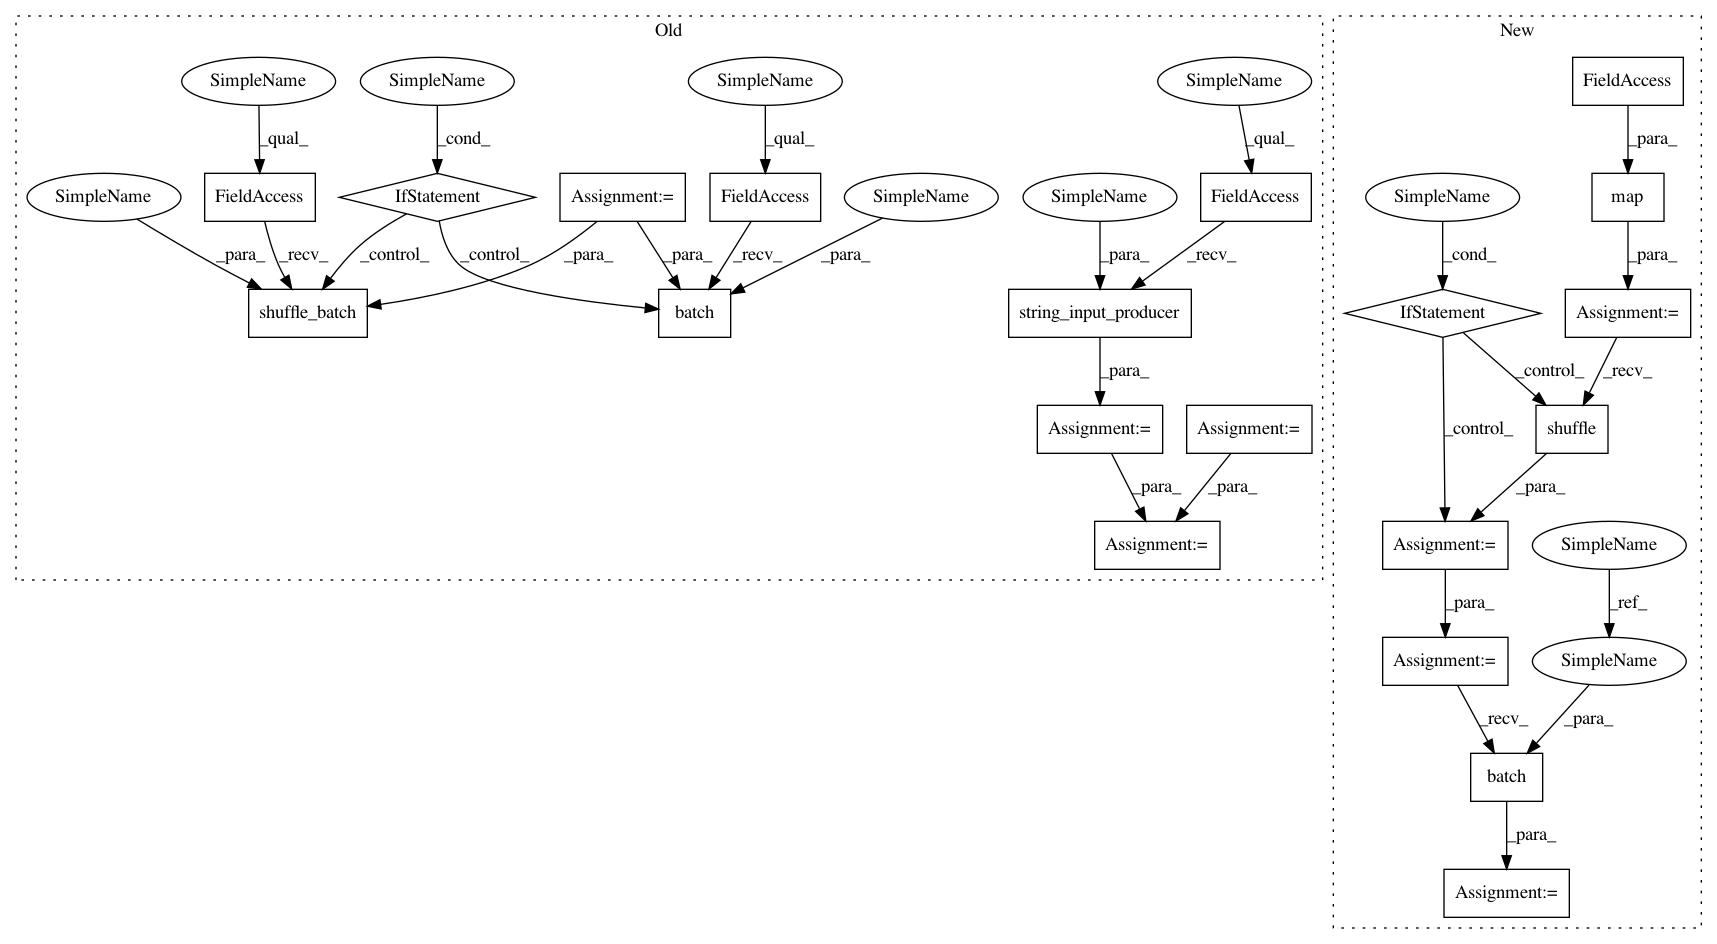 Old
New
SimpleName
SimpleName
SimpleName
SimpleName
FieldAccess
_qual_
_cond_
_qual_
_qual_
_para_
SimpleName
FieldAccess
IfStatement
Assignment:=
FieldAccess
SimpleName
SimpleName
FieldAccess
SimpleName
map
_para_
_recv_
_control_
_control_
_para_
_para_
_recv_
_para_
_para_
_recv_
_cond_
_para_
shuffle_batch
batch
string_input_producer
IfStatement
Assignment:=
_para_
_control_
_recv_
Assignment:=
Assignment:=
_control_
shuffle
_para_
_para_
_para_
Assignment:=
Assignment:=
SimpleName
_para_
_ref_
Assignment:=
SimpleName
_recv_
_para_
batch
_para_
Assignment:=